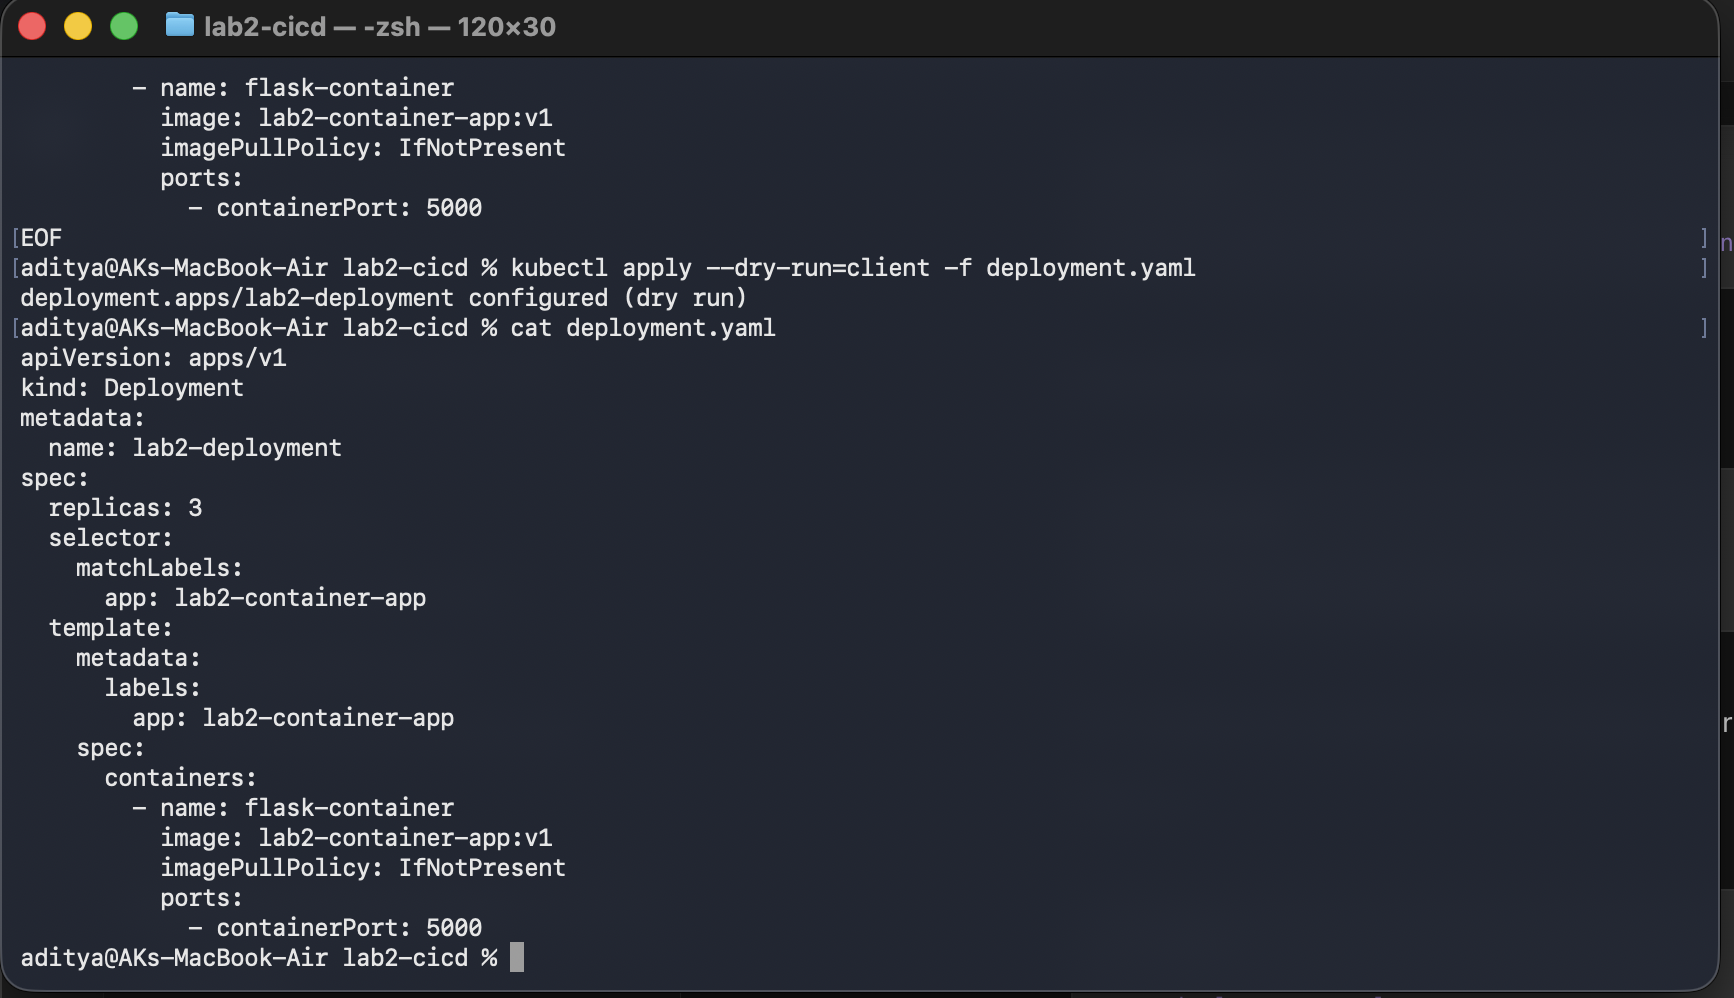 lab2-cicd — -zsh — 120×30
        - name: flask-container
          image: lab2-container-app:v1
          imagePullPolicy: IfNotPresent
          ports:
            - containerPort: 5000
[EOF ]
[aditya@AKs-MacBook-Air lab2-cicd % kubectl apply --dry-run=client -f deployment.yaml ]
deployment.apps/lab2-deployment configured (dry run)
[aditya@AKs-MacBook-Air lab2-cicd % cat deployment.yaml ]
apiVersion: apps/v1
kind: Deployment
metadata:
  name: lab2-deployment
spec:
  replicas: 3
  selector:
    matchLabels:
      app: lab2-container-app
  template:
    metadata:
      labels:
        app: lab2-container-app
    spec:
      containers:
        - name: flask-container
          image: lab2-container-app:v1
          imagePullPolicy: IfNotPresent
          ports:
            - containerPort: 5000
aditya@AKs-MacBook-Air lab2-cicd %